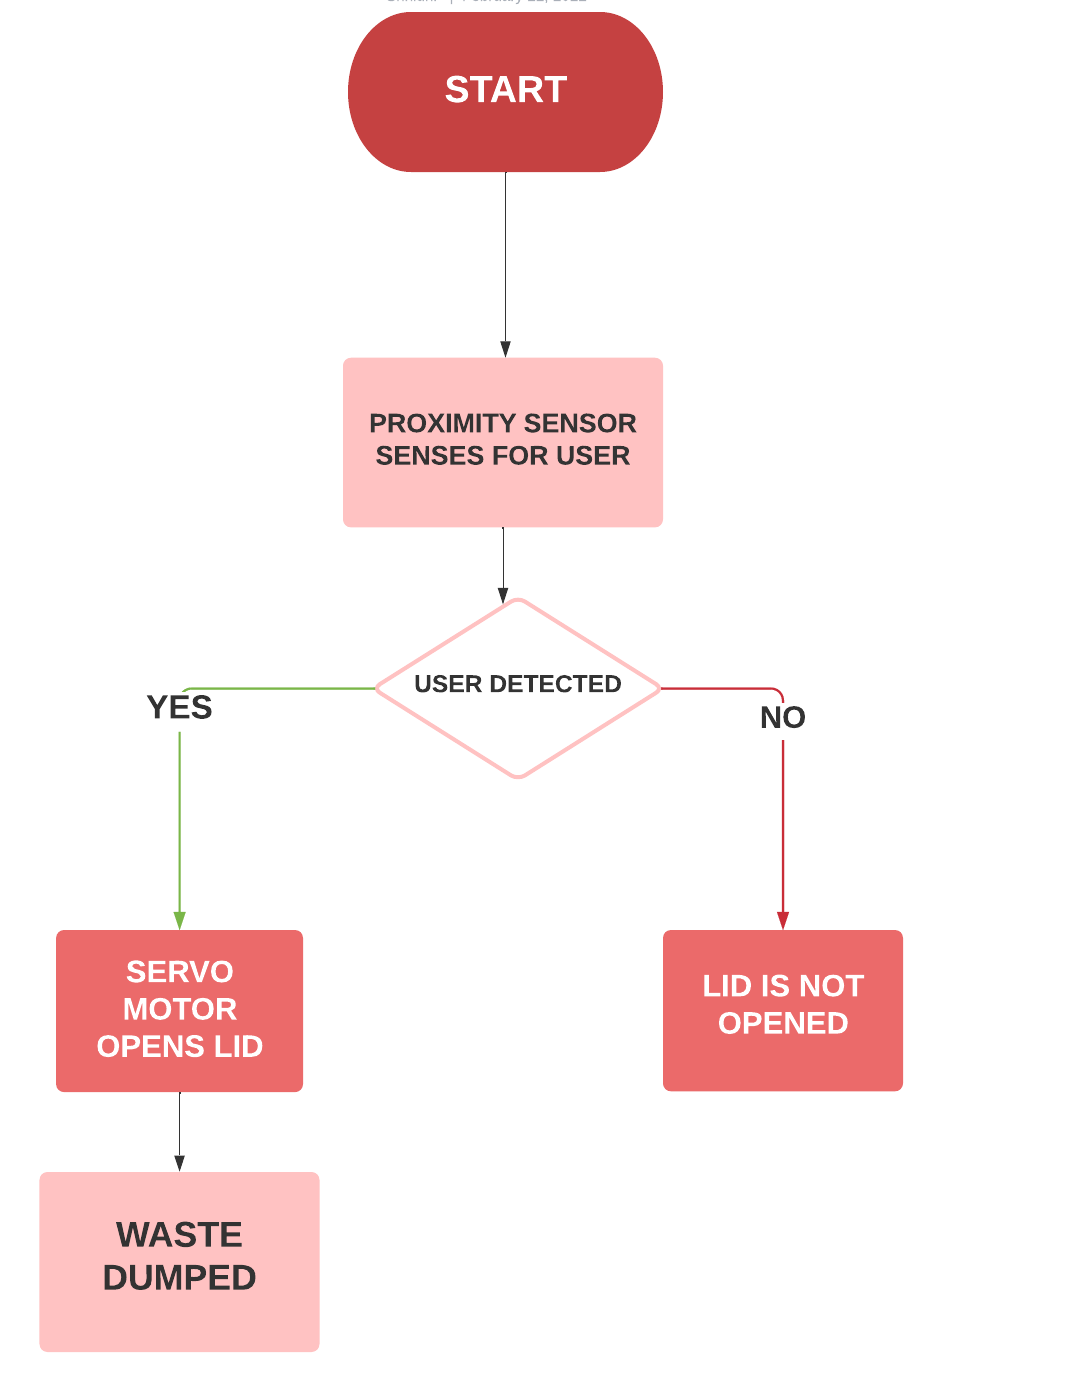 START
PROXIMITY SENSOR
SENSES FOR USER
USER DETECTED
YES
NO
SERVO
MOTOR
OPENS LID
LID IS NOT
OPENED
WASTE
DUMPED